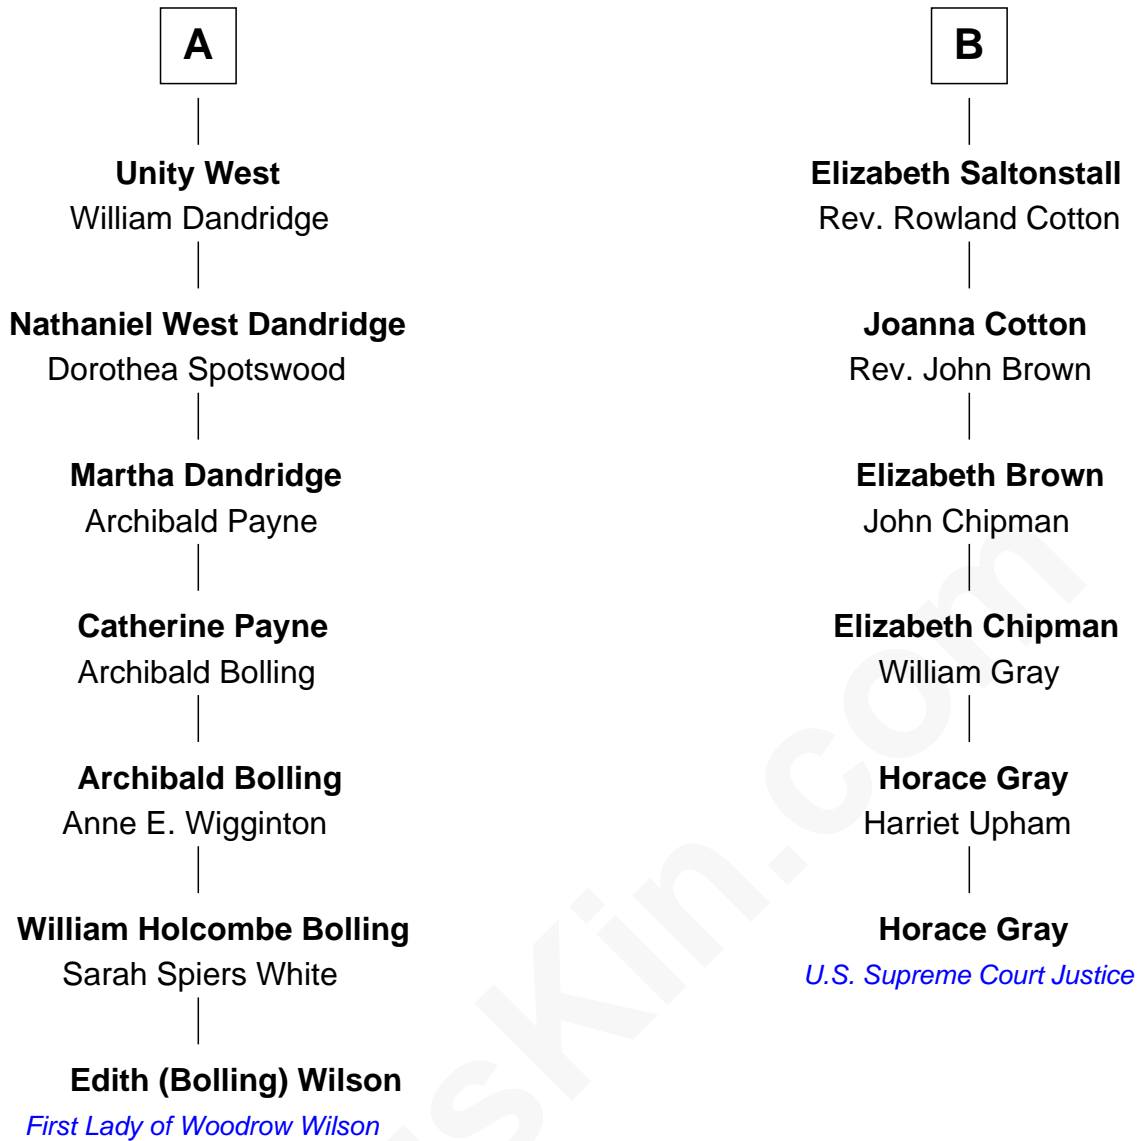 A
Unity West
William Dandridge
Nathaniel West Dandridge
Dorothea Spotswood
Martha Dandridge
Archibald Payne
Catherine Payne
Archibald Bolling
Archibald Bolling
Anne E. Wigginton
William Holcombe Bolling
Sarah Spiers White
Edith (Bolling) Wilson
First Lady of Woodrow Wilson
B
Elizabeth Saltonstall
Rev. Rowland Cotton
Joanna Cotton
Rev. John Brown
Elizabeth Brown
John Chipman
Elizabeth Chipman
William Gray
Horace Gray
Harriet Upham
Horace Gray
U.S. Supreme Court Justice
usKin.com